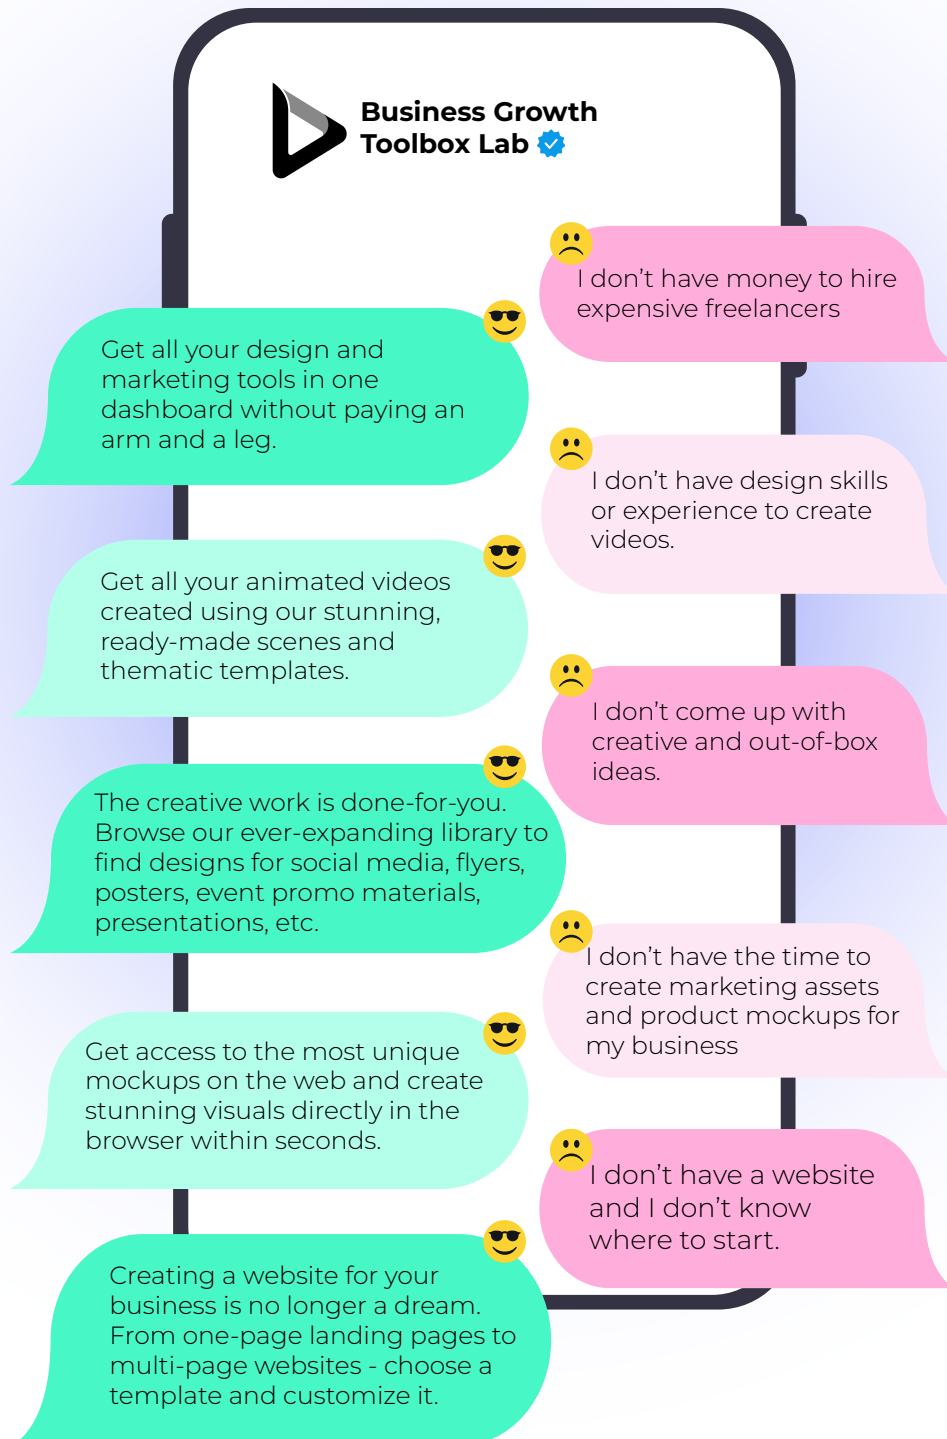 Business Growth
Toolbox Lab
I don't have money to hire
expensive freelancers
Get all your design and
marketing tools in one
dashboard without paying an
arm and a leg.
I don't have design skills
or experience to create
videos.
Get all your animated videos
created using our stunning,
ready-made scenes and
thematic templates.
I don't come up with
creative and out-of-box
ideas.
The creative work is done-for-you.
Browse our ever-expanding library to
find designs for social media, flyers,
posters, event promo materials,
presentations, etc.
I don't have the time to
create marketing assets
and product mockups for
my business
Get access to the most unique
mockups on the web and create
stunning visuals directly in the
browser within seconds.
I don't have a website
and I don't know
where to start.
Creating a website for your
business is no longer a dream.
From one-page landing pages to
multi-page websites - choose a
template and customize it.